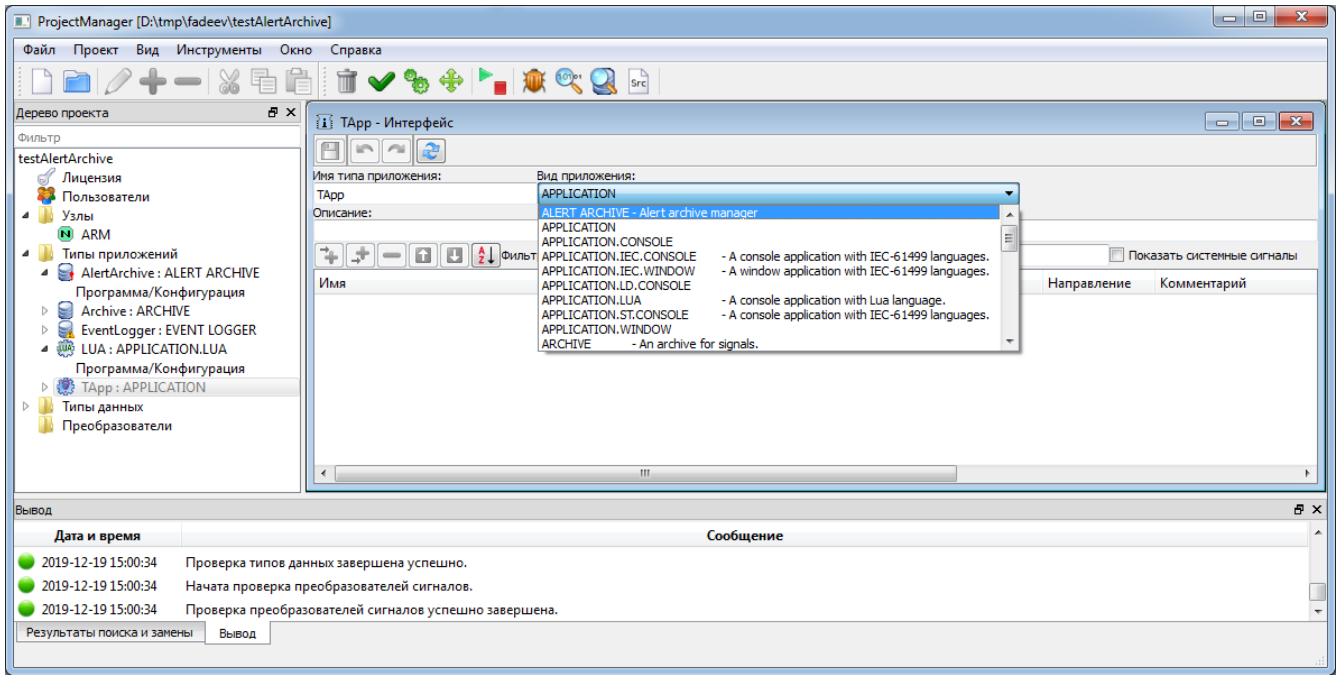 ProjectManager [D:\tmp\fadeev\testAlertArchive]
Файл Проект Вид Инструменты Окно Справка
Src
Дерево проекта
Фильтр
testAlertArchive
Лицензия
Пользователи
Узлы
N ARM
Типы приложений
AlertArchive : ALERT ARCHIVE
Программа/Конфигурация
Archive : ARCHIVE
EventLogger : EVENT LOGGER
LUA LUA : APPLICATION.LUA
Программа/Конфигурация
TApp : APPLICATION
Типы данных
Преобразователи
TApp - Интерфейс
Имя типа приложения: Вид приложения:
TApp APPLICATION
Описание:
ALERT ARCHIVE - Alert archive manager
APPLICATION
APPLICATION.CONSOLE
APPLICATION.IEC.CONSOLE - A console application with IEC-61499 languages.
APPLICATION.IEC.WINDOW - A window application with IEC-61499 languages.
APPLICATION.LD.CONSOLE
APPLICATION.LUA - A console application with Lua language.
APPLICATION.ST.CONSOLE - A console application with IEC-61499 languages.
APPLICATION.WINDOW
ARCHIVE - An archive for signals.
A Z Фильт Показать системные сигналы
Имя Направление Комментарий
Вывод
Дата и время Сообщение
2019-12-19 15:00:34 Проверка типов данных завершена успешно.
2019-12-19 15:00:34 Начата проверка преобразователей сигналов.
2019-12-19 15:00:34 Проверка преобразователей сигналов успешно завершена.
Результаты поиска и замены Вывод